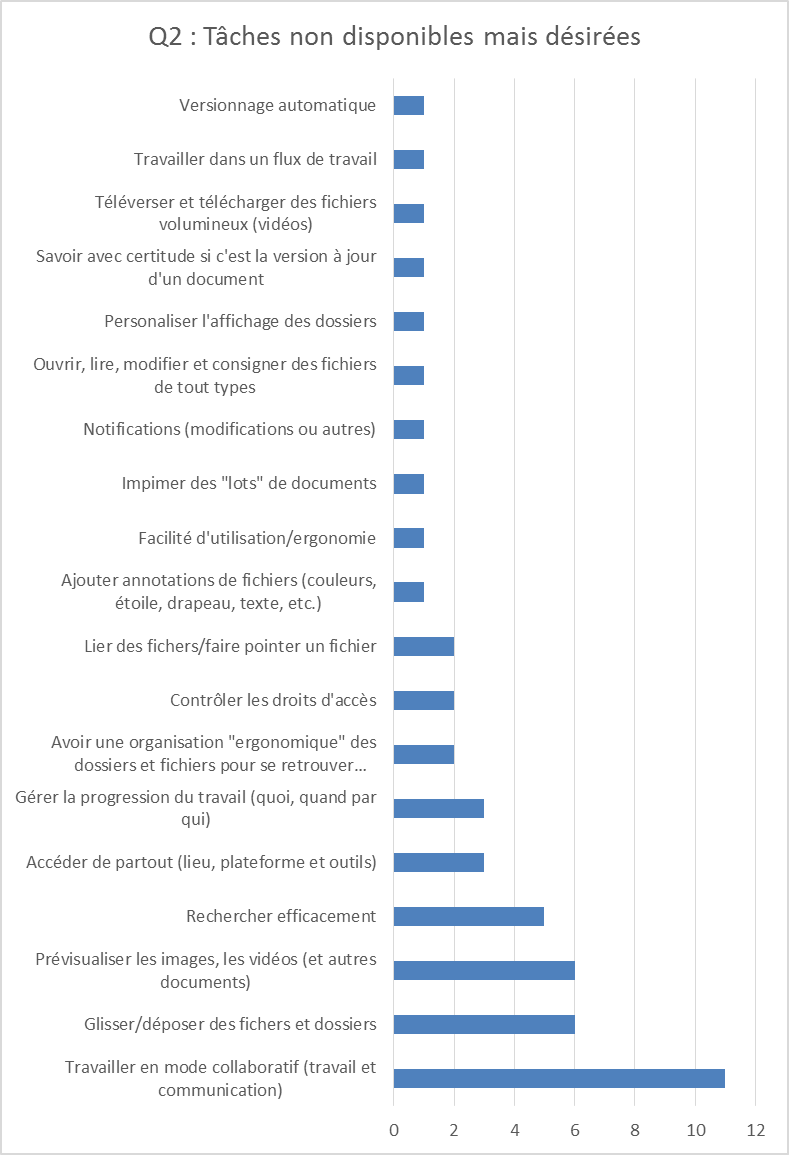 Q2 : Tâches non disponibles mais désirées
Versionnage automatique
Travailler dans un flux de travail
Téléverser et télécharger des fichiers
volumineux (vidéos)
Savoir avec certitude si c'est la version à jour
d'un document
Personaliser l'affichage des dossiers
Ouvrir, lire, modifier et consigner des fichiers
de tout types
Notifications (modifications ou autres)
Impimer des "lots" de documents
Facilité d'utilisation/ergonomie
Ajouter annotations de fichiers (couleurs,
étoile, drapeau, texte, etc.)
Lier des fichers/faire pointer un fichier
Contrôler les droits d'accès
Avoir une organisation "ergonomique" des
dossiers et fichiers pour se retrouver…
Gérer la progression du travail (quoi, quand par
qui)
Accéder de partout (lieu, plateforme et outils)
Rechercher efficacement
Prévisualiser les images, les vidéos (et autres
documents)
Glisser/déposer des fichers et dossiers
Travailler en mode collaboratif (travail et
communication)
0 2 4 6 8 10 12